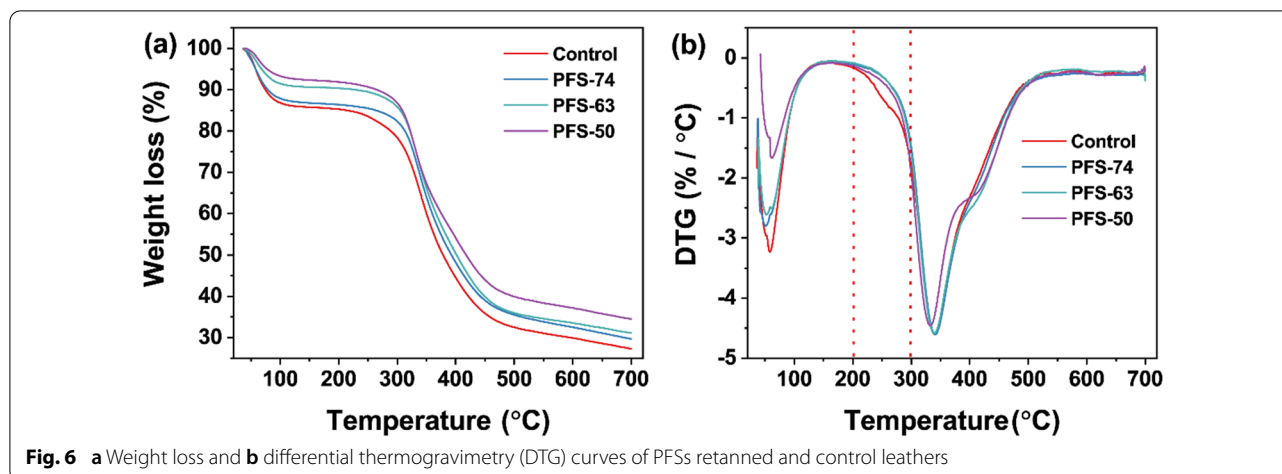 (a)
Control
PFS-74
PFS-63
PFS-50
Weight loss (%)
100
90
80
70
60
50
40
30
100 200 300 400 500 600 700
Temperature (°C)
(b)
Control
PFS-74
PFS-63
PFS-50
DTG (% / °C)
0
-1
-2
-3
-4
-5
100 200 300 400 500 600 700
Temperature (°C)
Fig. 6 a Weight loss and b differential thermogravimetry (DTG) curves of PFSs retanned and control leathers